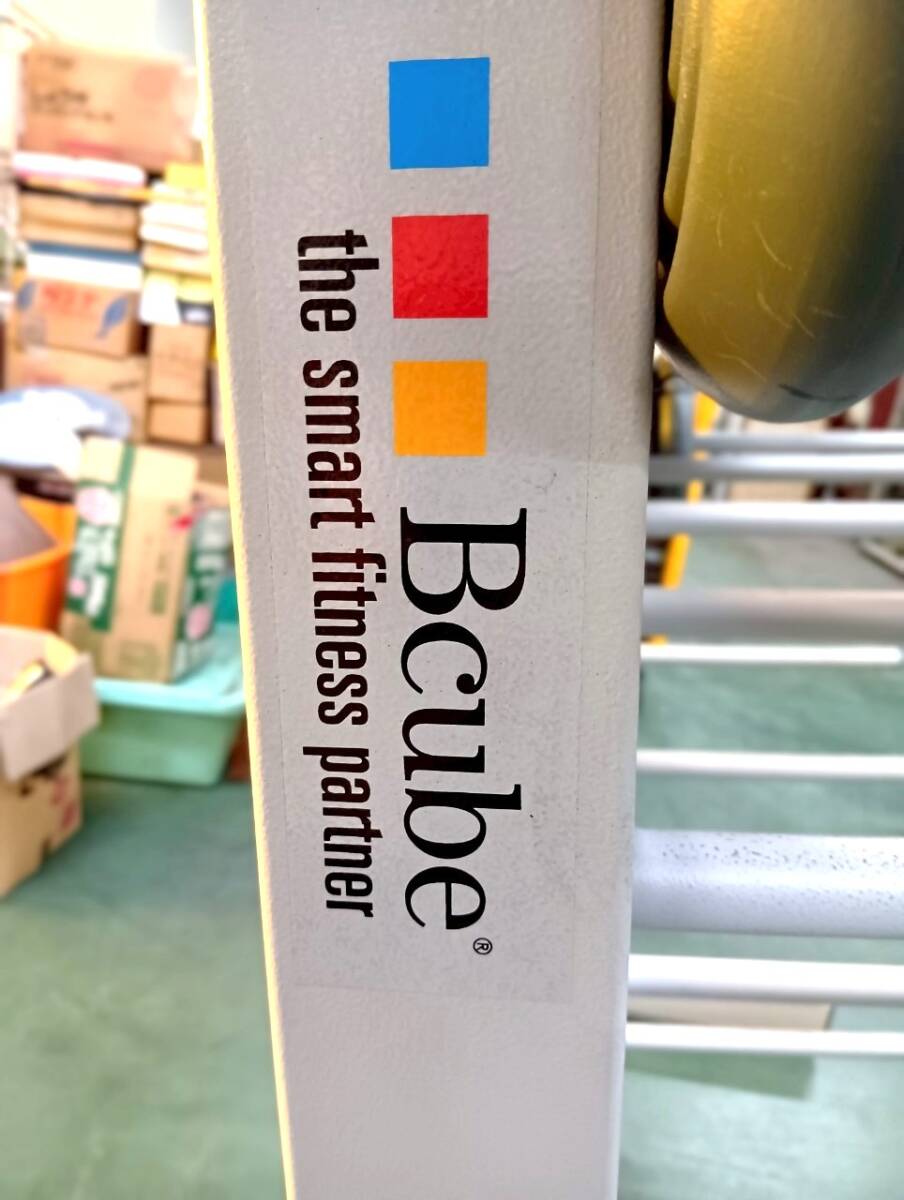 Bcube®
the smart fitness partner